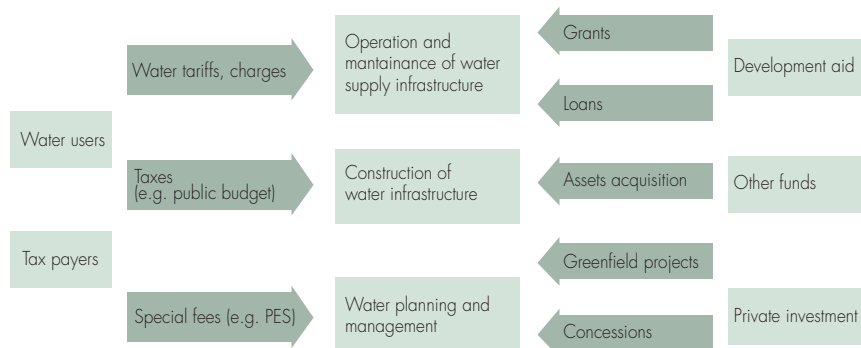 Water users
Tax payers
Water tariffs, charges
Taxes
(e.g. public budget)
Special fees (e.g. PES)
Operation and
mantainance of water
supply infrastructure
Construction of
water infrastructure
Water planning and
management
Grants
Loans
Assets acquisition
Greenfield projects
Concessions
Development aid
Other funds
Private investment